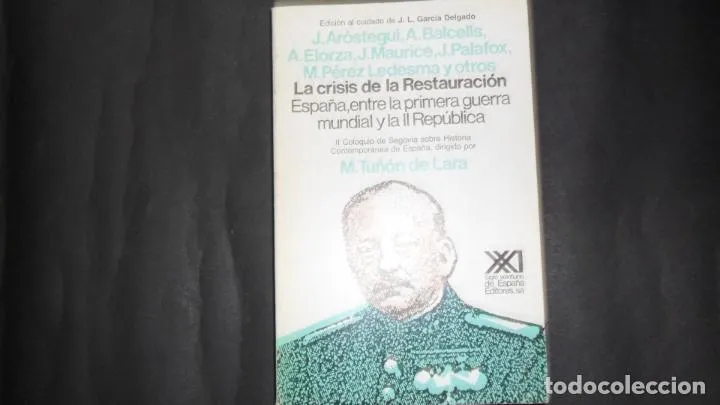 Edición al cuidado de J. L. García Delgado
J. Aróstegui, A. Balcells,
A. Elorza, J. Maurice, J. Palafox,
M. Pérez Ledesma y otros
La crisis de la Restauración
España, entre la primera guerra
mundial y la II República
II Coloquio de Segovia sobre Historia
Contemporánea de España, dirigido por
M. Tuñón de Lara
XXI
siglo veintiuno
de España
Editores, sa
todocoleccion